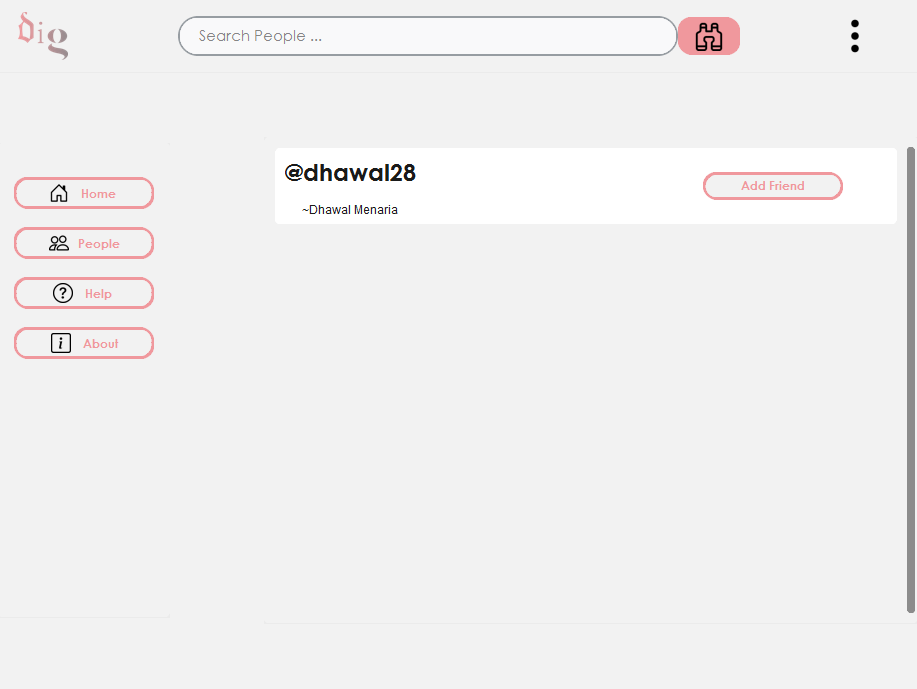 dig
Search People ...
@dhawal28
Add Friend
~Dhawal Menaria
Home
People
Help
About